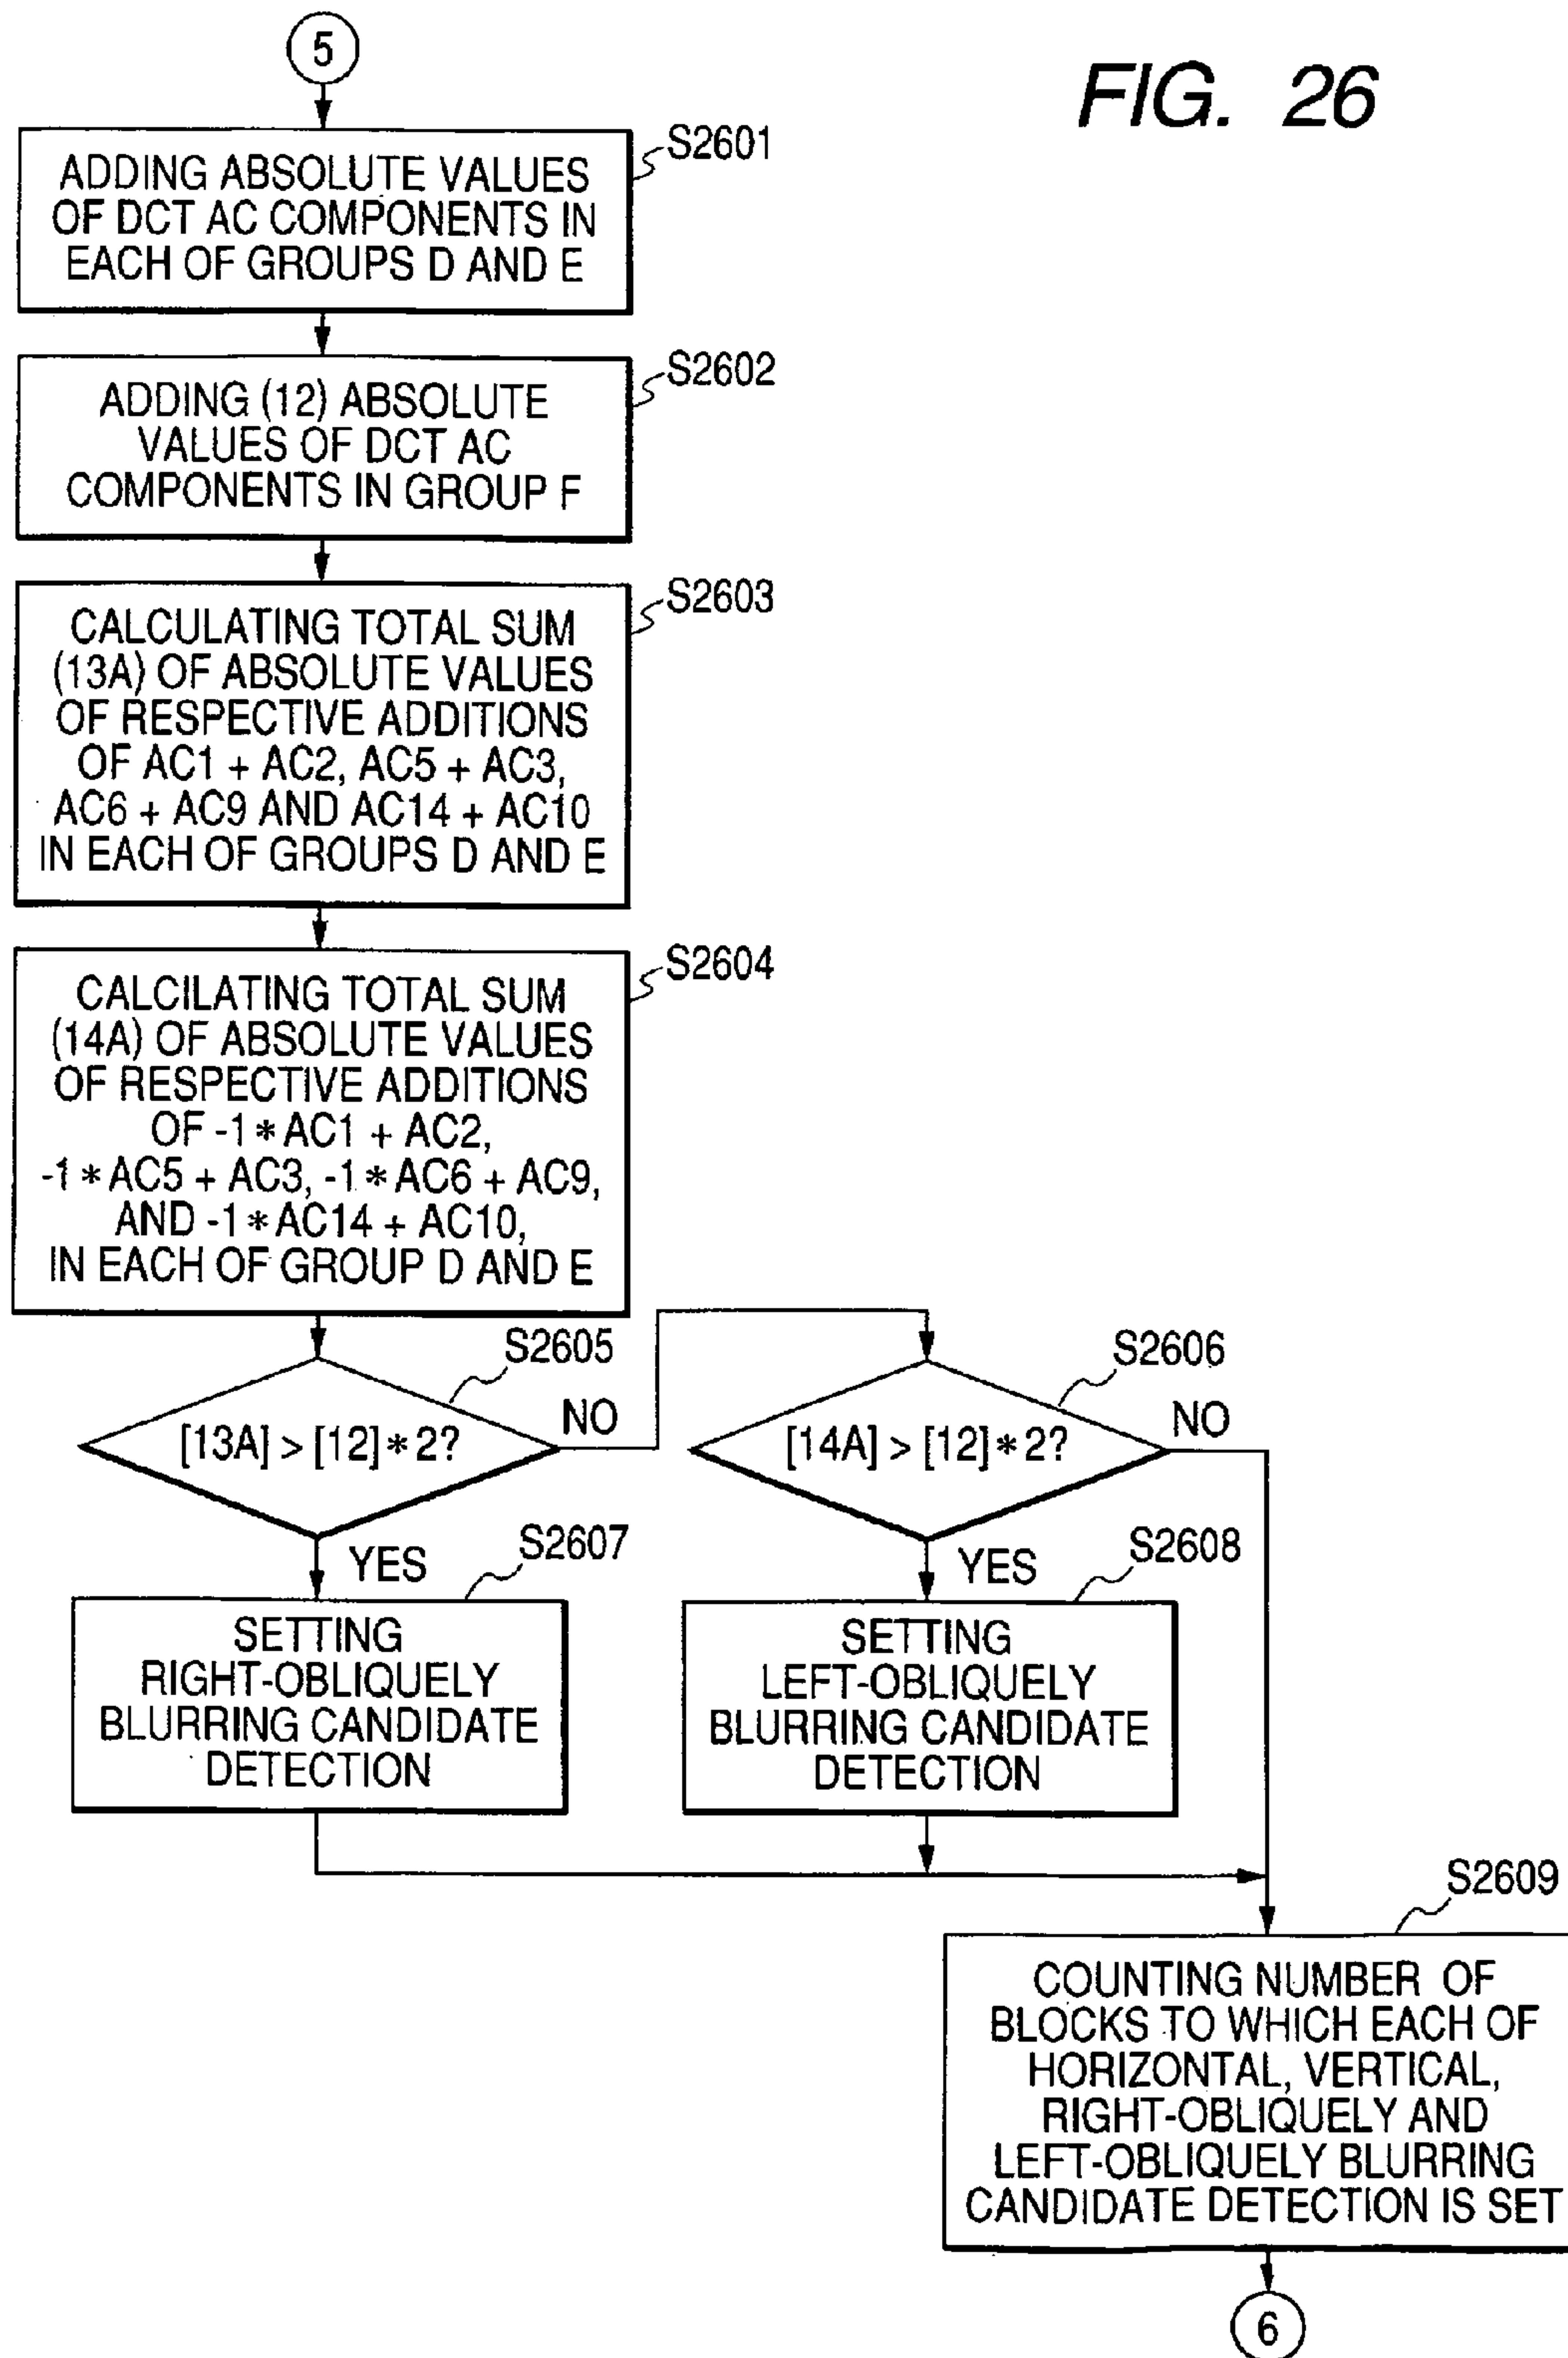 5
FIG. 26
S2601
ADDING ABSOLUTE VALUES
OF DCT AC COMPONENTS IN
EACH OF GROUPS D AND E
S2602
ADDING (12) ABSOLUTE
VALUES OF DCT AC
COMPONENTS IN GROUP F
S2603
CALCULATING TOTAL SUM
(13A) OF ABSOLUTE VALUES
OF RESPECTIVE ADDITIONS
OF AC1 + AC2, AC5 + AC3,
AC6 + AC9 AND AC14 + AC10
IN EACH OF GROUPS D AND E
S2604
CALCILATING TOTAL SUM
(14A) OF ABSOLUTE VALUES
OF RESPECTIVE ADDITIONS
OF -1 * AC1 + AC2,
-1 * AC5 + AC3, -1 * AC6 + AC9,
AND -1 * AC14 + AC10,
IN EACH OF GROUP D AND E
S2605
[13A] > [12] * 2?
NO
YES
S2606
[14A] > [12] * 2?
NO
YES
S2607
SETTING
RIGHT-OBLIQUELY
BLURRING CANDIDATE
DETECTION
S2608
SETTING
LEFT-OBLIQUELY
BLURRING CANDIDATE
DETECTION
S2609
COUNTING NUMBER OF
BLOCKS TO WHICH EACH OF
HORIZONTAL, VERTICAL,
RIGHT-OBLIQUELY AND
LEFT-OBLIQUELY BLURRING
CANDIDATE DETECTION IS SET
6